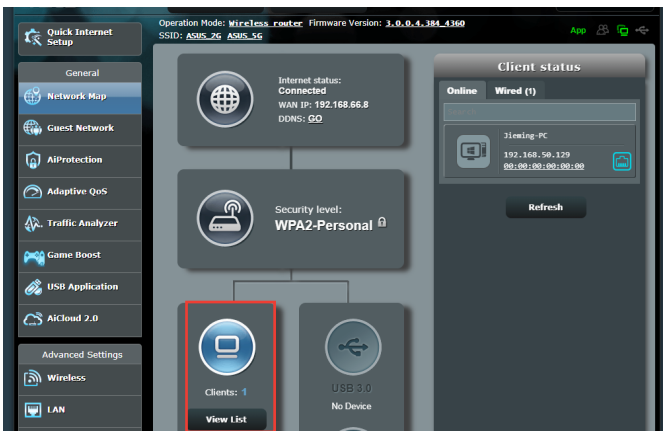 Operation Mode: Wireless router Firmware Version: 3.0.0.4.384_4360
SSID: ASUS_2G ASUS_5G
App
Quick Internet
Setup
General
Network Map
Guest Network
AiProtection
Adaptive QoS
Traffic Analyzer
Game Boost
USB Application
AiCloud 2.0
Advanced Settings
Wireless
LAN
Internet status:
Connected
WAN IP: 192.168.66.8
DDNS: GO
Security level:
WPA2-Personal
Clients: 1
View List
USB 3.0
No Device
Client status
Online Wired (1)
Jieming-PC
192.168.50.129
00:00:00:00:00:00
Refresh